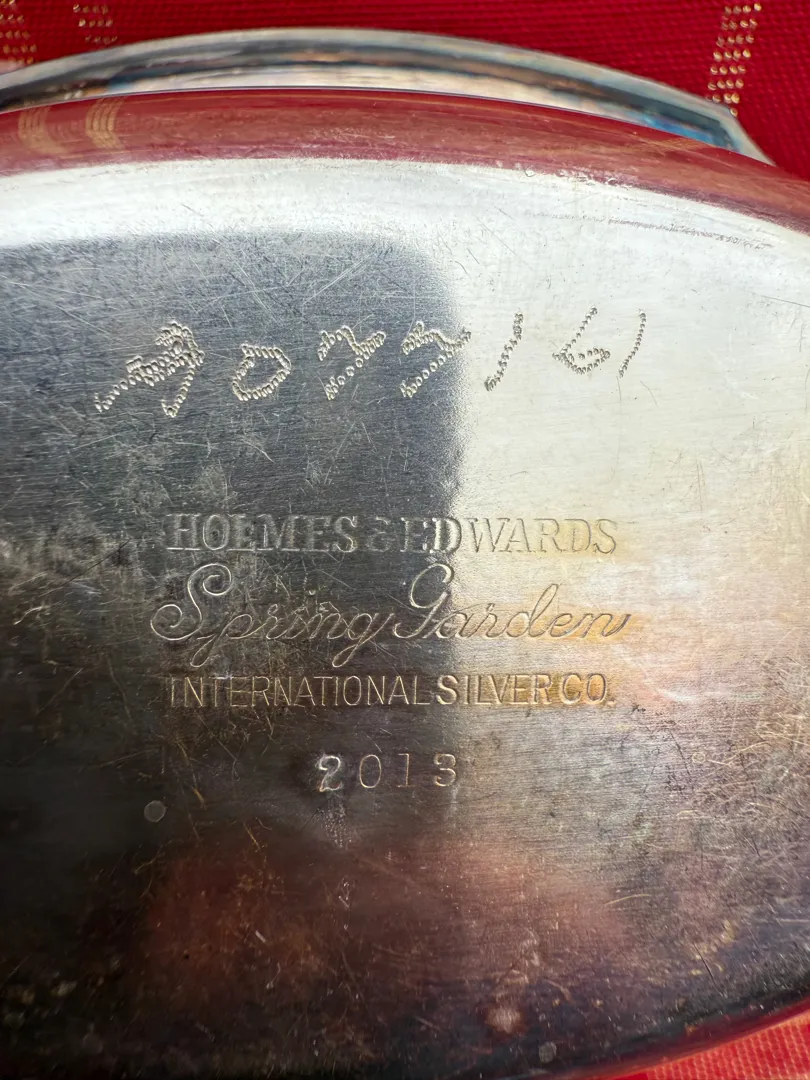 HOLMES & EDWARDS
Spring Garden
INTERNATIONAL SILVER CO.
2013